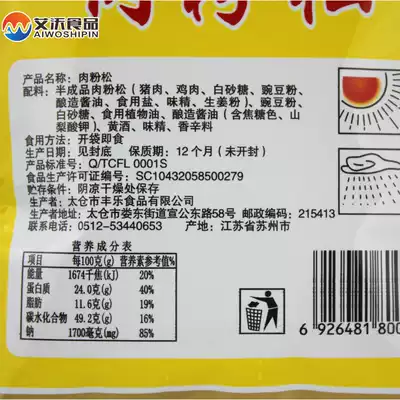 艾沃食品
AIWOSHIPIN
肉粉松
产品名称：肉粉松
配料：半成品肉粉松（猪肉、鸡肉、白砂糖、豌豆粉、
酿造酱油、食用盐、味精、生姜粉）、豌豆粉、
白砂糖、食用植物油、酿造酱油（含焦糖色、山
梨酸钾）、黄酒、味精、香辛料
食用方法：开袋即食
生产日期：见封底 保质期：12个月（未开封）
产品标准号：Q/TCFL 0001S
食品生产许可证编号：SC10432058500279
贮存条件：阴凉干燥处保存
生产者：太仓市丰乐食品有限公司
生产者地址：太仓市娄东街道宣公东路58号 邮政编码：215413
联系方式：0512-53440653 产地：江苏省苏州市
营养成分表
项目 每100克(g) 营养素参考值%
能量 1674千焦(kJ) 20%
蛋白质 24.0克(g) 40%
脂肪 11.6克(g) 19%
碳水化合物 49.2克(g) 16%
钠 1700毫克(mg) 85%
6 926481 800